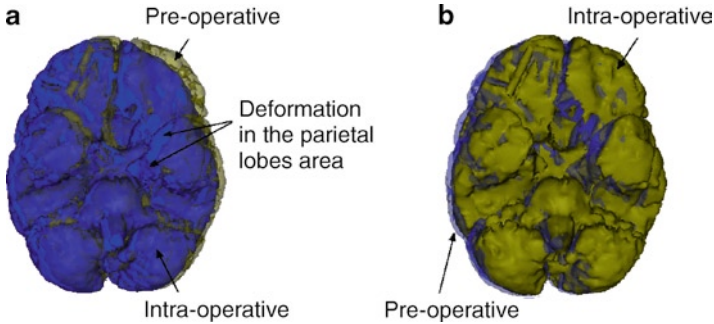 a
Pre-operative
Deformation
in the parietal
lobes area
Intra-operative
b
Intra-operative
Pre-operative